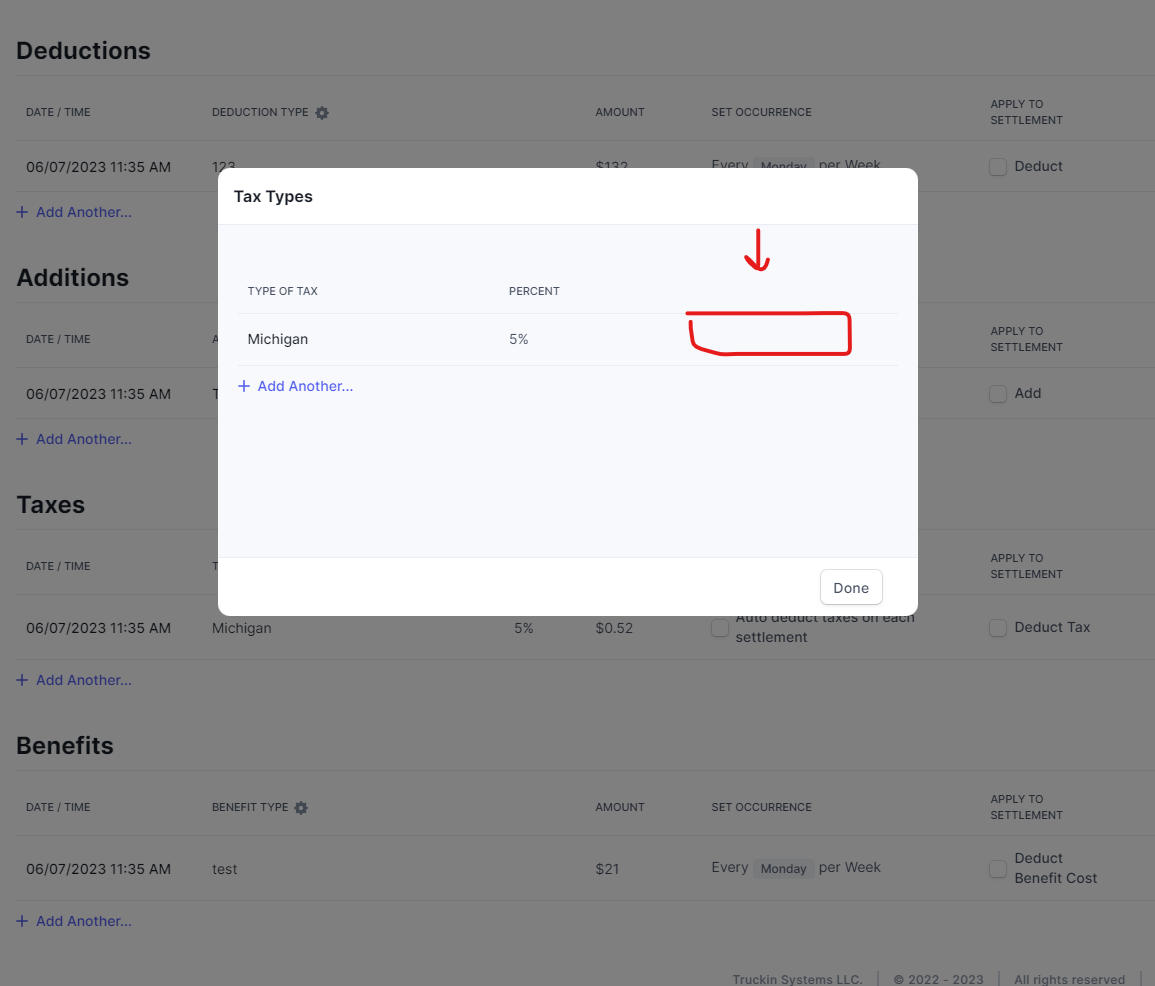 Deductions
DATE / TIME DEDUCTION TYPE AMOUNT SET OCCURRENCE APPLY TO SETTLEMENT
06/07/2023 11:35 AM 123 $132 Every Monday per Week Deduct
+ Add Another...
Tax Types
TYPE OF TAX PERCENT
Michigan 5%
+ Add Another...
Done
Additions
DATE / TIME APPLY TO SETTLEMENT
06/07/2023 11:35 AM Add
+ Add Another...
Taxes
DATE / TIME APPLY TO SETTLEMENT
06/07/2023 11:35 AM Michigan 5% $0.52 Auto deduct taxes on each settlement Deduct Tax
+ Add Another...
Benefits
DATE / TIME BENEFIT TYPE AMOUNT SET OCCURRENCE APPLY TO SETTLEMENT
06/07/2023 11:35 AM test $21 Every Monday per Week Deduct Benefit Cost
+ Add Another...
Truckin Systems LLC. | © 2022 - 2023 | All rights reserved |